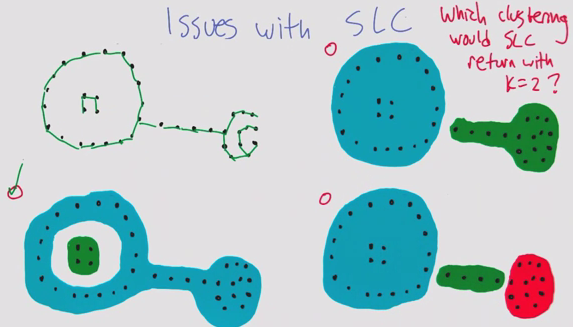 Issues with SLC
Which clustering
would SLC
return with
K=2?